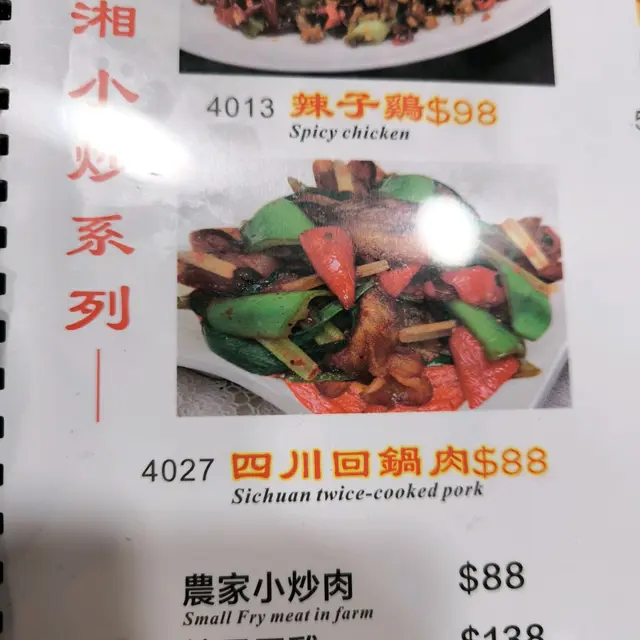 湘小炒系列
4013 辣子鷄$98
Spicy chicken
4027 四川回鍋肉$88
Sichuan twice-cooked pork
農家小炒肉 $88
Small Fry meat in farm
$138